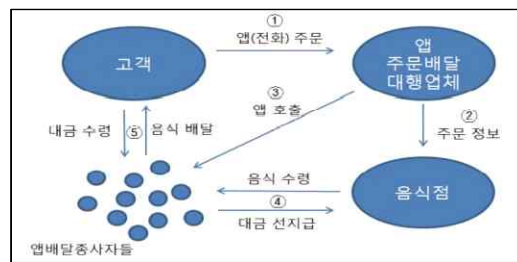 ①
앱(전화) 주문
고객
앱
주문배달
대행업체
③
앱 호출
②
주문 정보
대금 수령
⑤
음식 배달
음식 수령
④
대금 선지급
음식점
앱배달종사자들